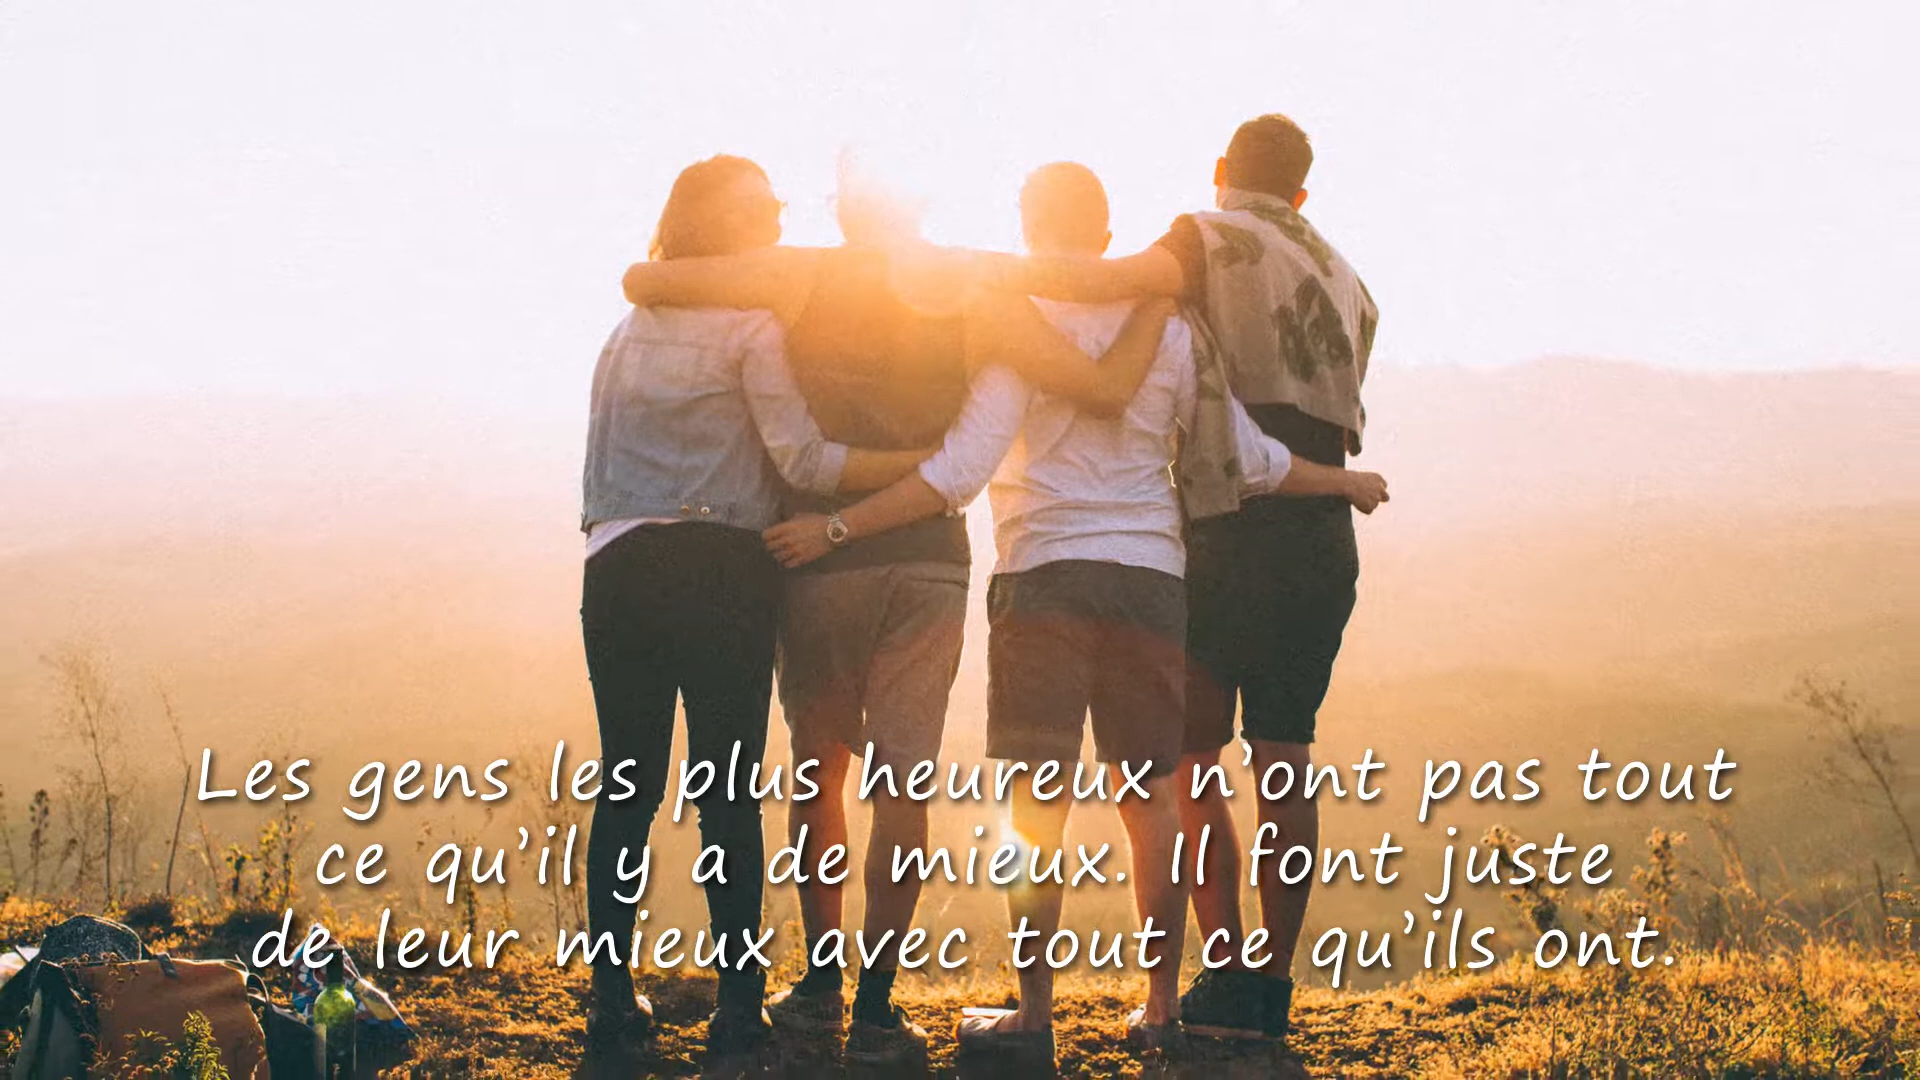 Les gens les plus heureux n’ont pas tout
ce qu’il y a de mieux. Il font juste
de leur mieux avec tout ce qu’ils ont.